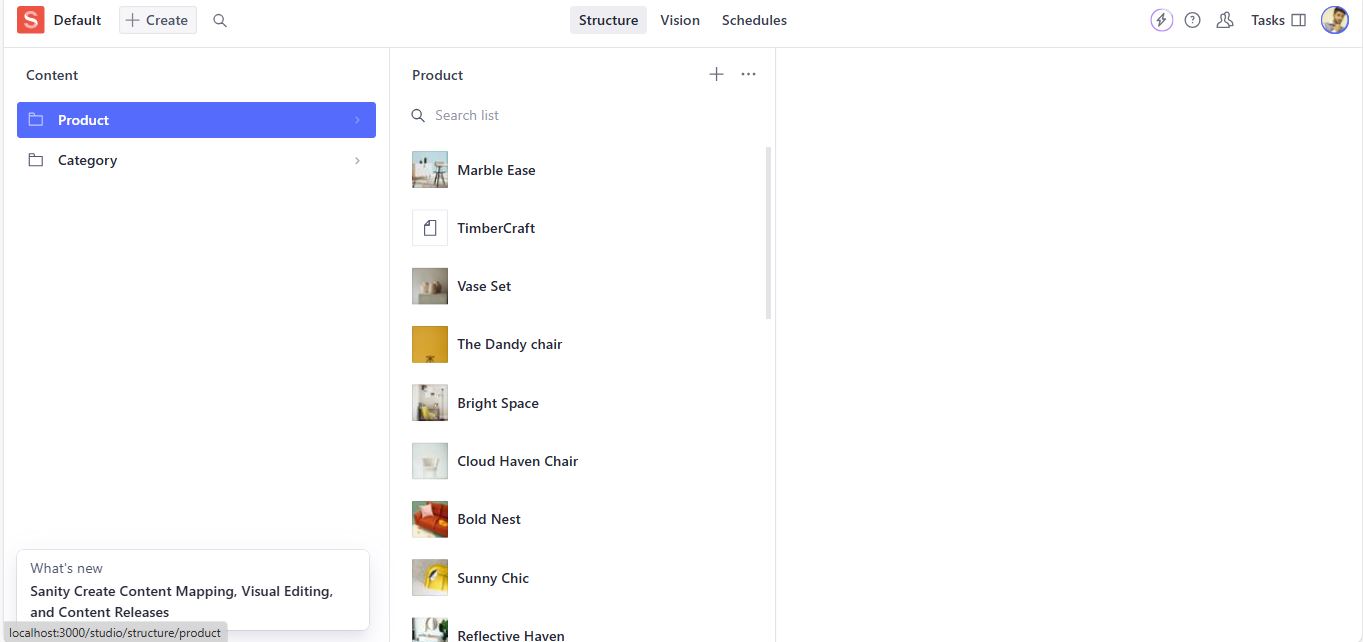 S Default + Create Structure Vision Schedules Tasks
Content
Product
Category
What's new
Sanity Create Content Mapping, Visual Editing,
and Content Releases
localhost:3000/studio/structure/product
Product
Search list
Marble Ease
TimberCraft
Vase Set
The Dandy chair
Bright Space
Cloud Haven Chair
Bold Nest
Sunny Chic
Reflective Haven